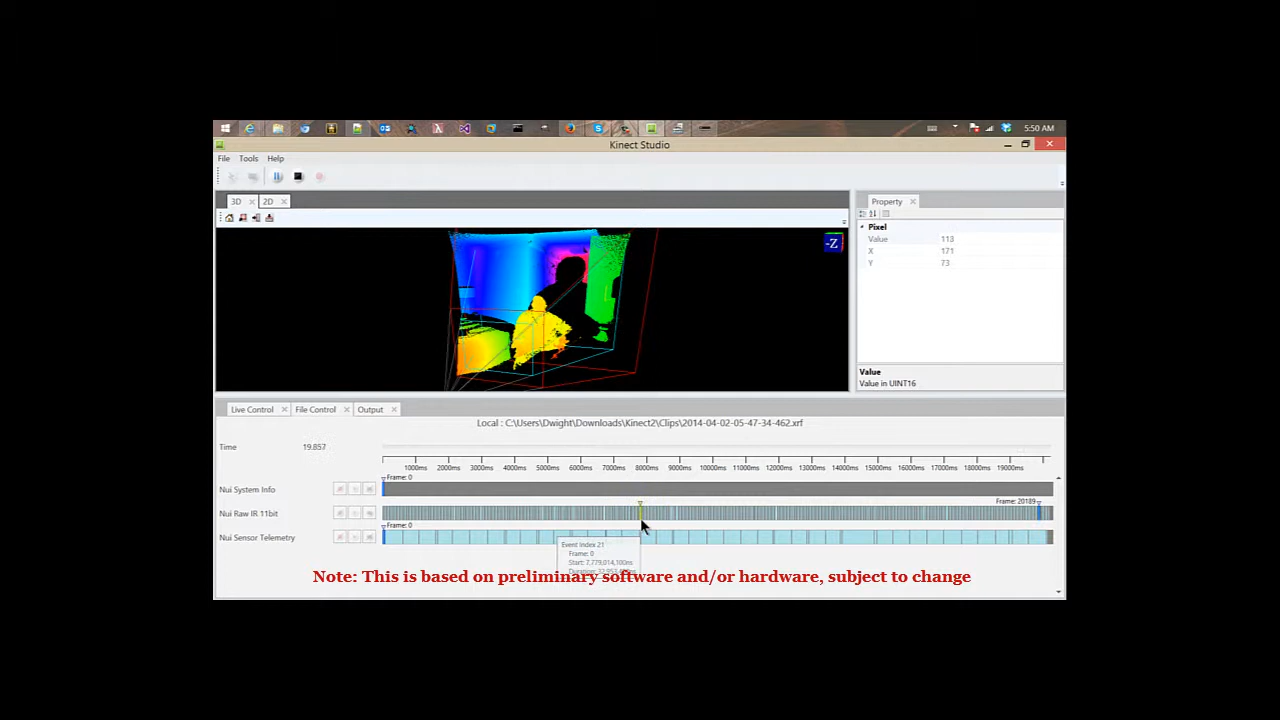 5:50 AM
Kinect Studio
File Tools Help
3D 2D
Property
-Z
Pixel
Value 113
X 171
Y 73
Value
Value in UINT16
Live Control File Control Output
Local : C:\Users\Dwight\Downloads\Kinect2\Clips\2014-04-02-05-47-34-462.xrf
Time 19.857
1000ms 2000ms 3000ms 4000ms 5000ms 6000ms 7000ms 8000ms 9000ms 10000ms 11000ms 12000ms 13000ms 14000ms 15000ms 16000ms 17000ms 18000ms 19000ms
Frame: 0
Nui System Info
Frame: 20189
Nui Raw IR 11bit
Frame: 0
Nui Sensor Telemetry
Event Index 21
Frame: 0
Start: 7,779,014,100ns
Note: This is based on preliminary software and/or hardware, subject to change